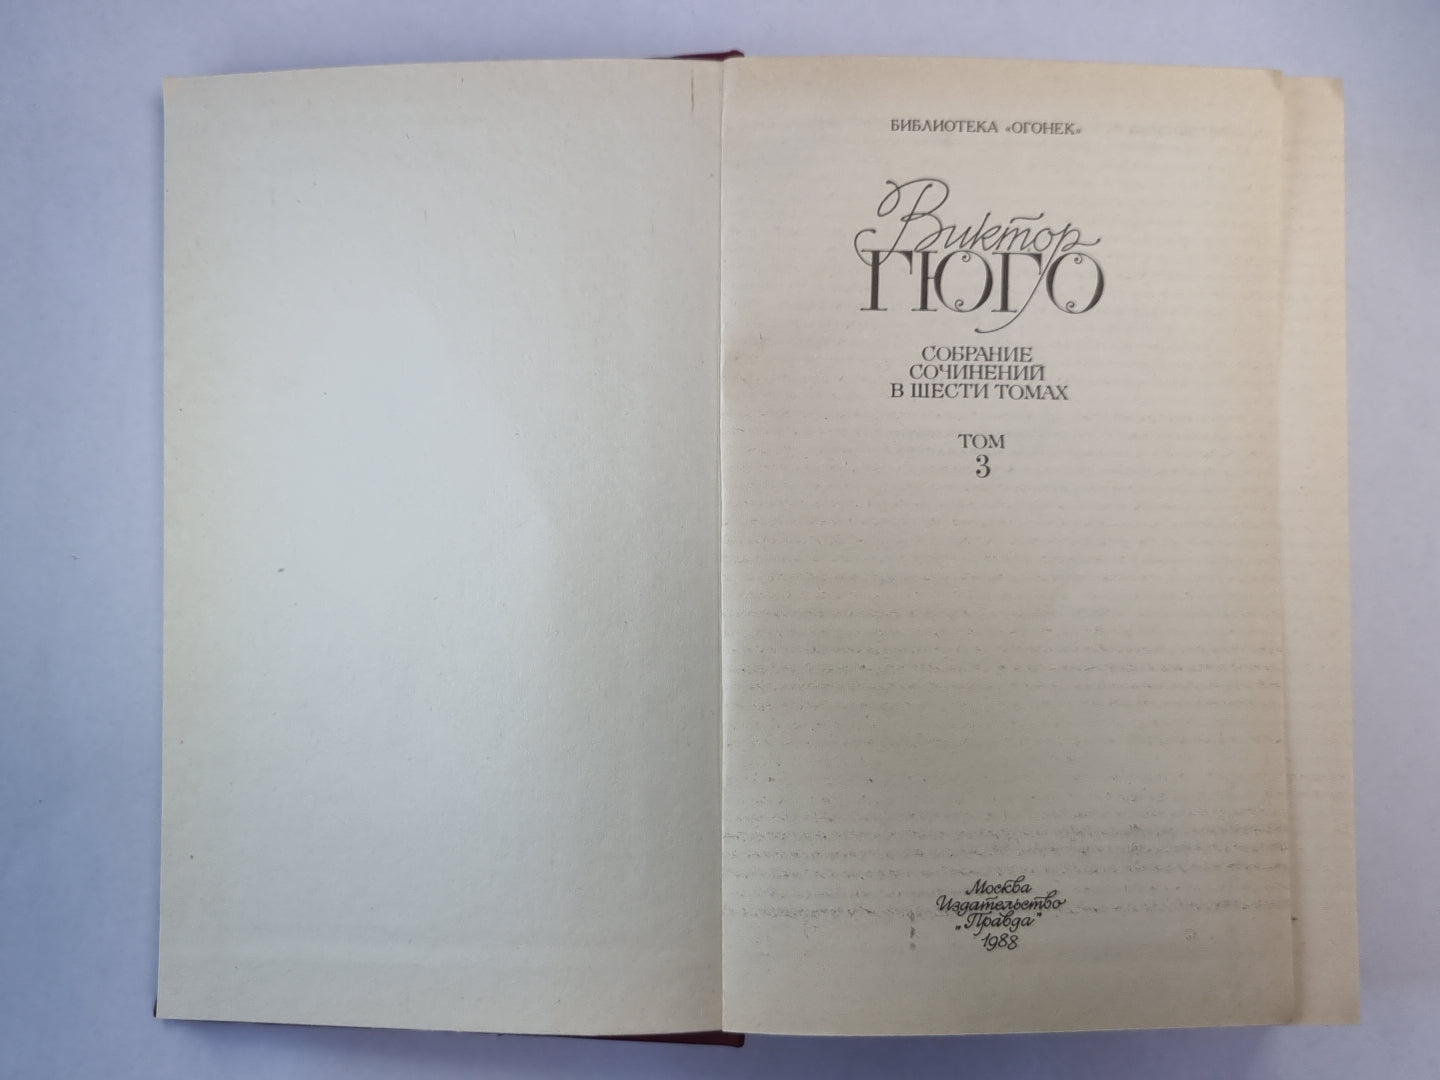 БИБЛИОТЕКА «ОГОНЕК»
Виктор
ГЮГО
СОБРАНИЕ
СОЧИНЕНИЙ
В ШЕСТИ ТОМАХ
ТОМ
3
Москва
Издательство
„Правда"
1988